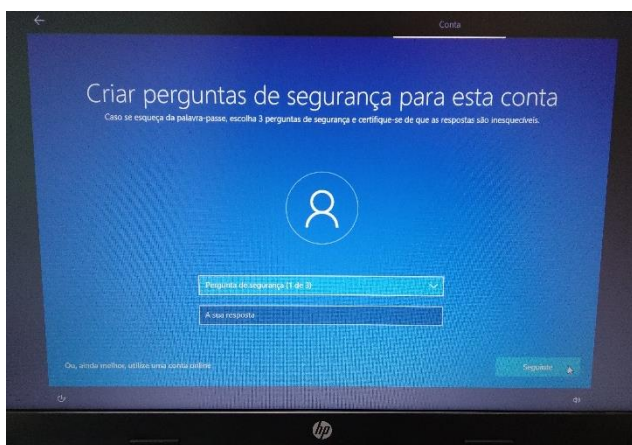 Conta
Criar perguntas de segurança para esta conta
Caso se esqueça da palavra-passe, escolha 3 perguntas de segurança e certifique-se de que as respostas são inesquecíveis.
Pergunta de segurança (1 de 3)
A sua resposta
Ou, ainda melhor, utilize uma conta online
Seguinte
hp